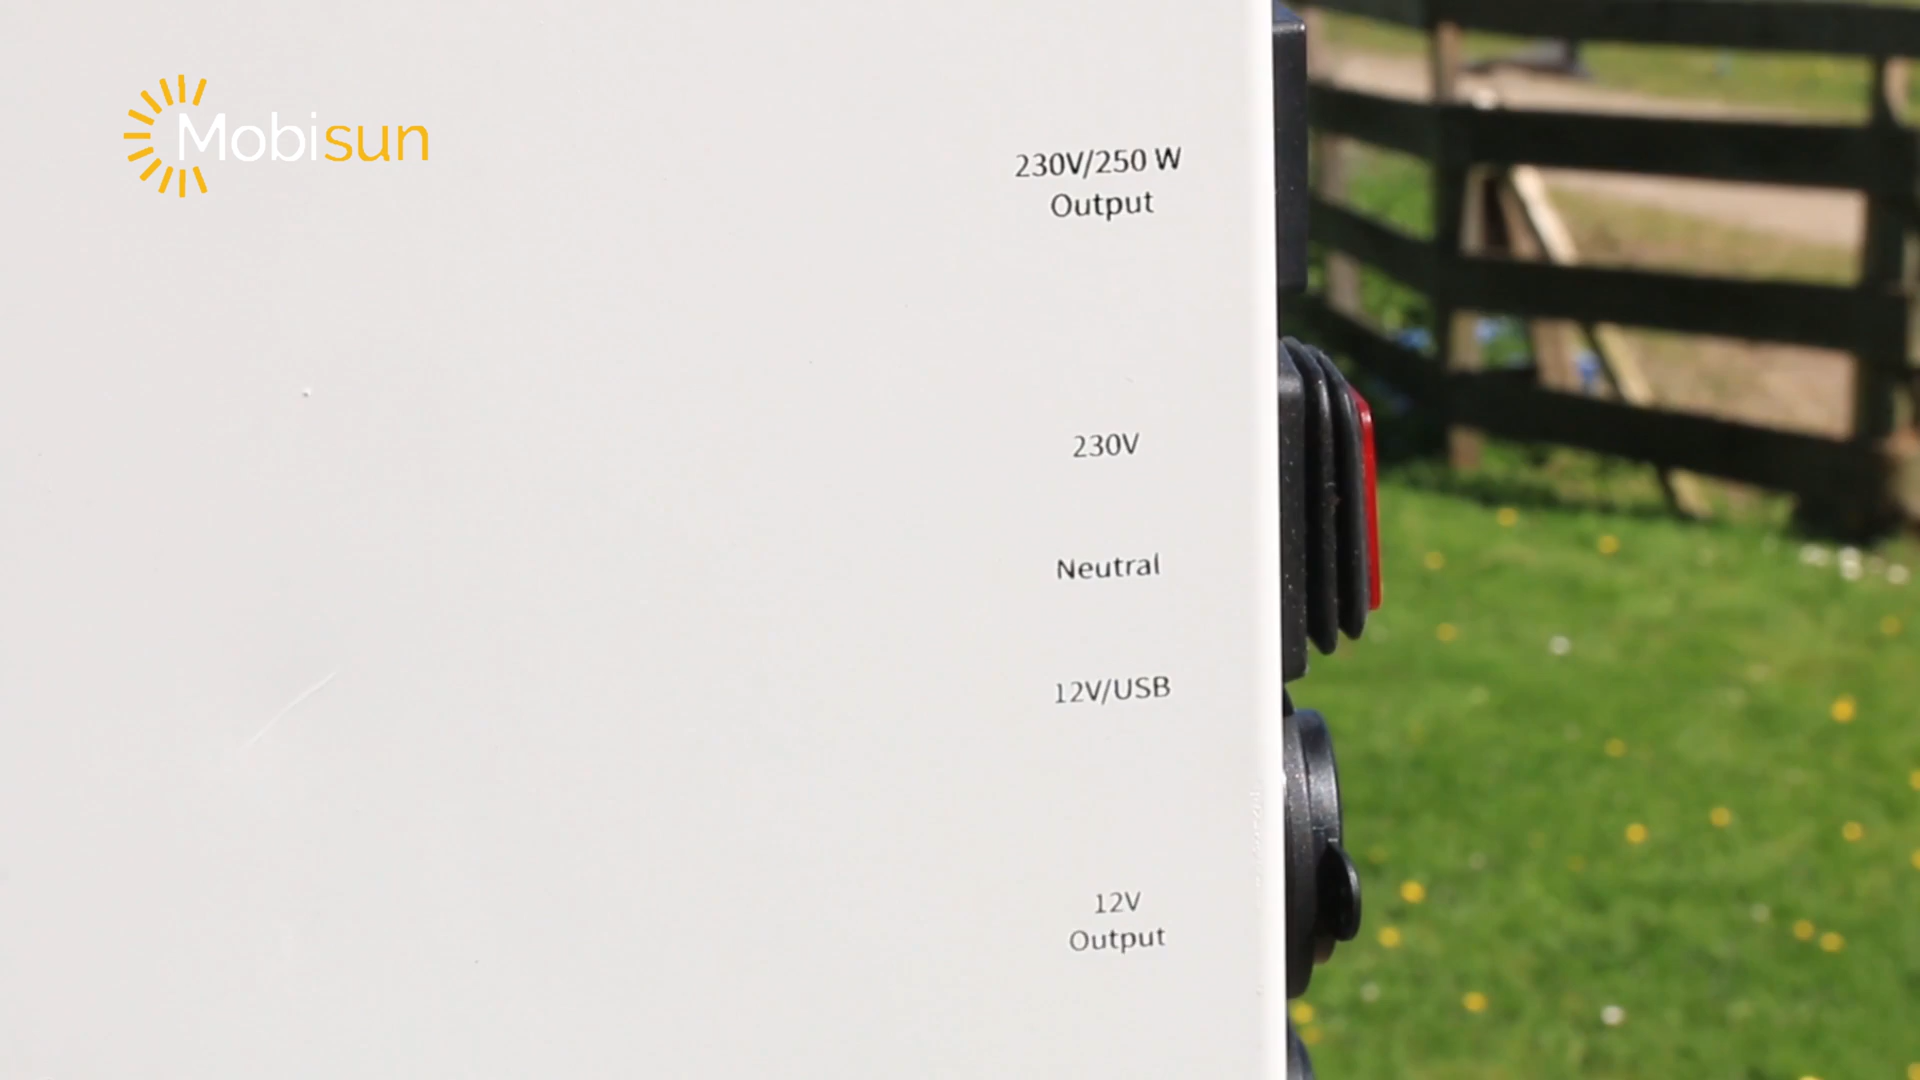 Mobisun
230V/250 W
Output
230V
Neutral
12V/USB
12V
Output